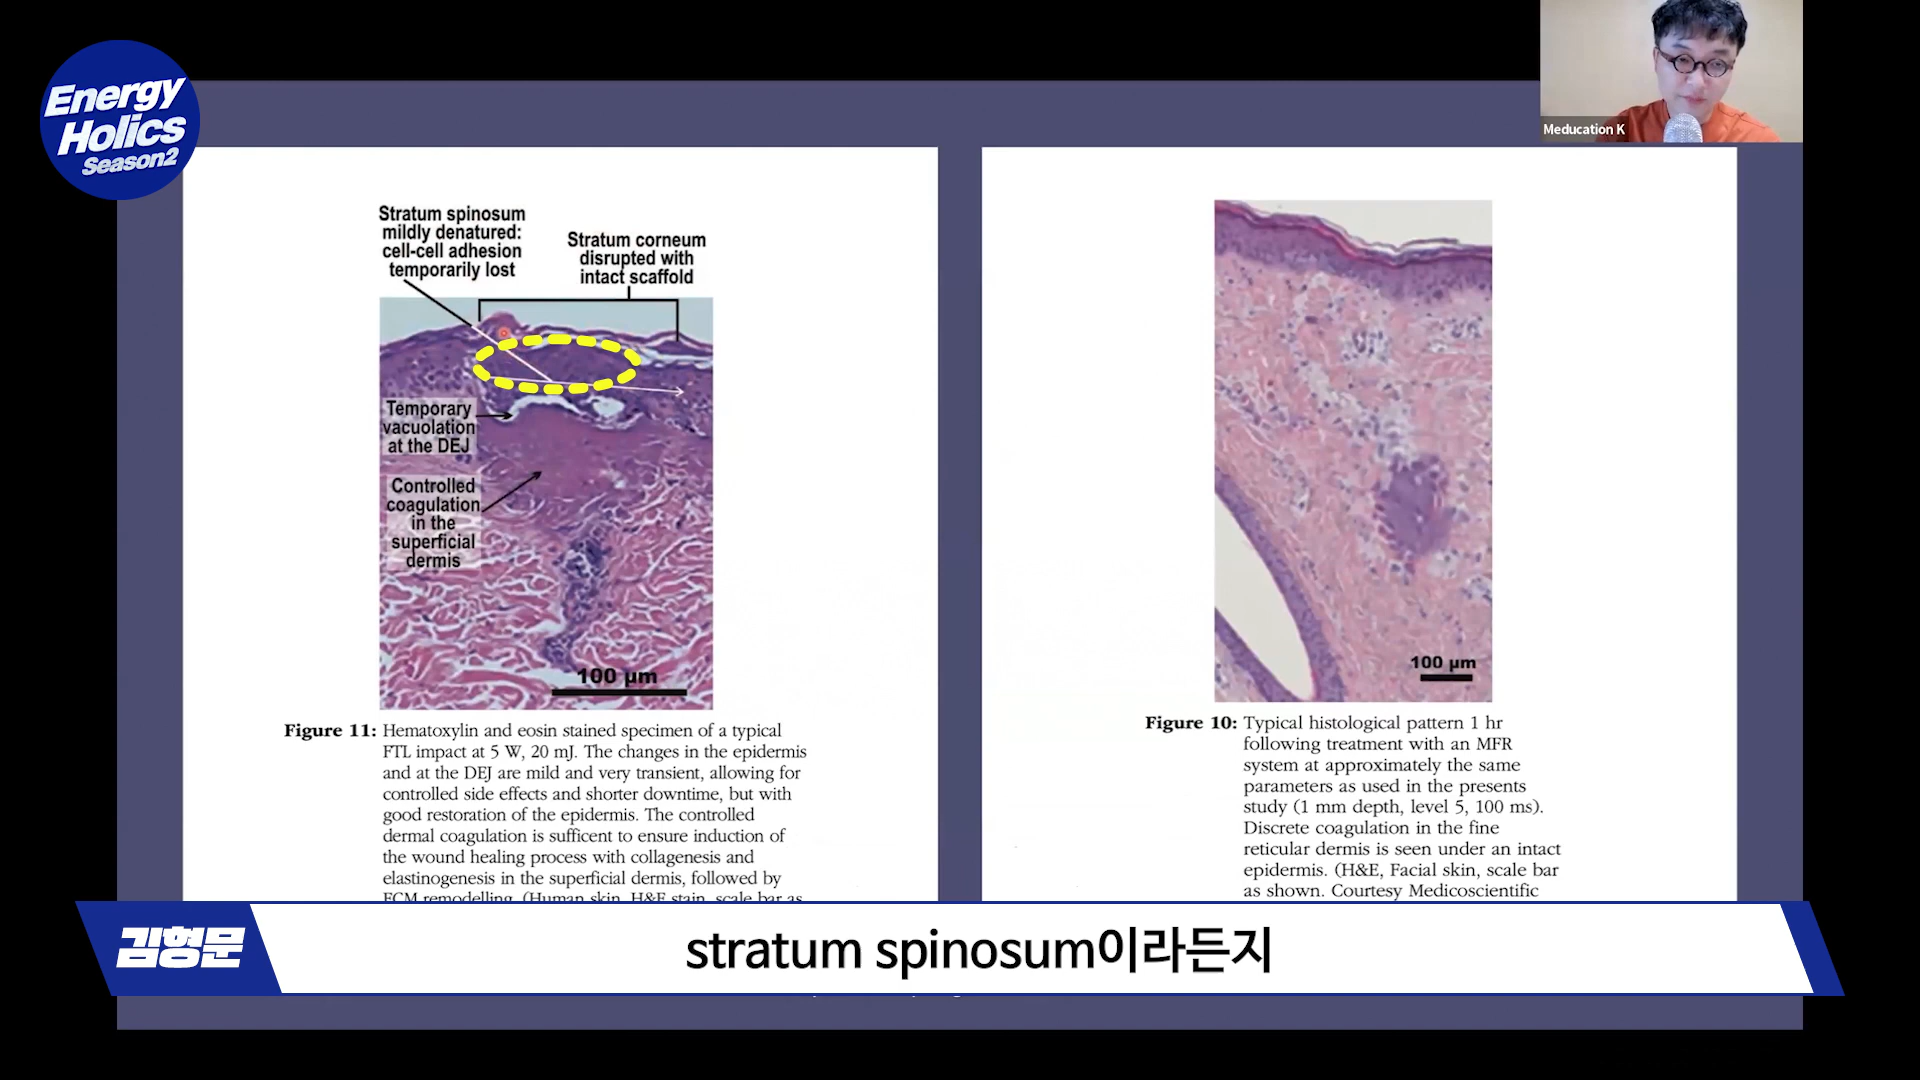 Energy
Holics
Season2
Meducation K
Stratum spinosum
mildly denatured:
cell-cell adhesion
temporarily lost
Stratum corneum
disrupted with
intact scaffold
Temporary
vacuolation
at the DEJ
Controlled
coagulation
in the
superficial
dermis
100 µm
Figure 11: Hematoxylin and eosin stained specimen of a typical
FTL impact at 5 W, 20 mJ. The changes in the epidermis
and at the DEJ are mild and very transient, allowing for
controlled side effects and shorter downtime, but with
good restoration of the epidermis. The controlled
dermal coagulation is sufficent to ensure induction of
the wound healing process with collagenesis and
elastinogenesis in the superficial dermis, followed by
ECM remodelling. (Human skin, H&E stain, scale bar as
100 µm
Figure 10: Typical histological pattern 1 hr
following treatment with an MFR
system at approximately the same
parameters as used in the presents
study (1 mm depth, level 5, 100 ms).
Discrete coagulation in the fine
reticular dermis is seen under an intact
epidermis. (H&E, Facial skin, scale bar
as shown. Courtesy Medicoscientific
김형문
stratum spinosum이라든지